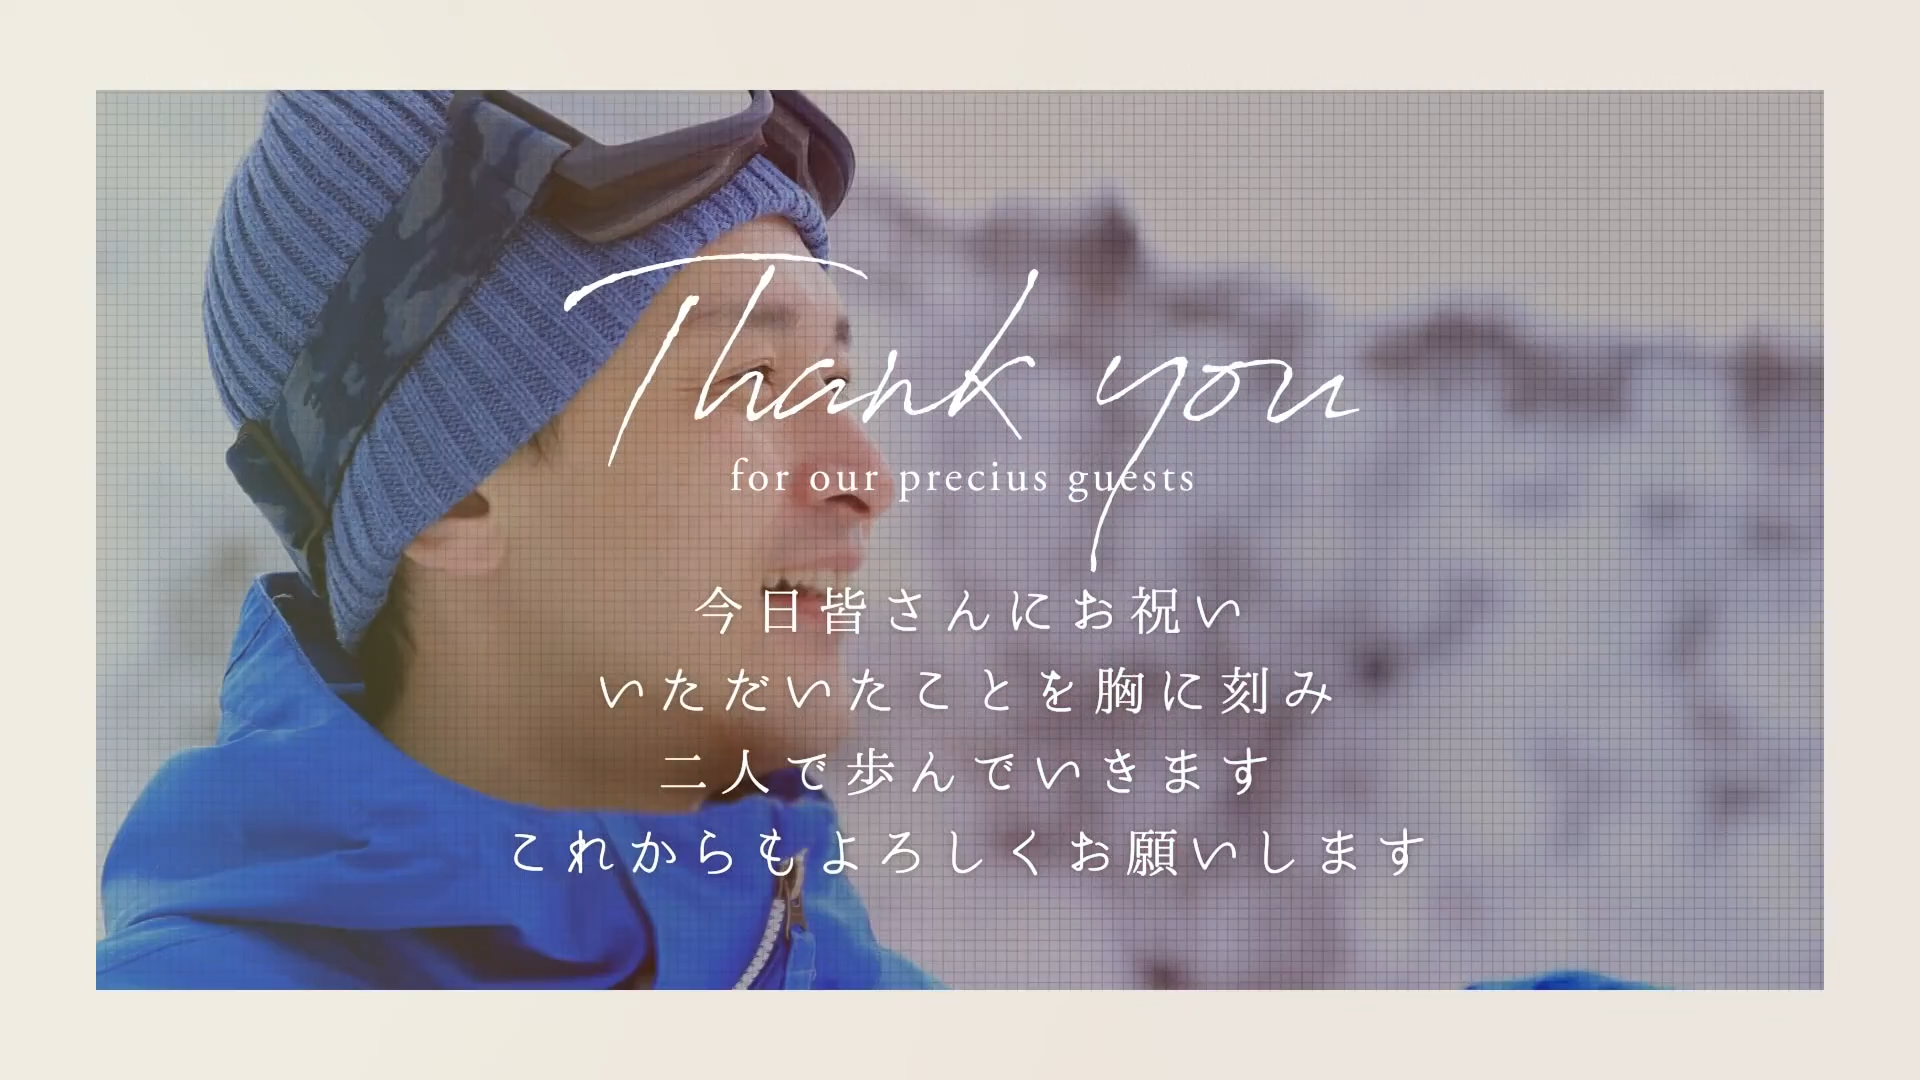 Thank you
for our precius guests
今日皆さんにお祝い
いただいたことを胸に刻み
二人で歩んでいきます
これからもよろしくお願いします